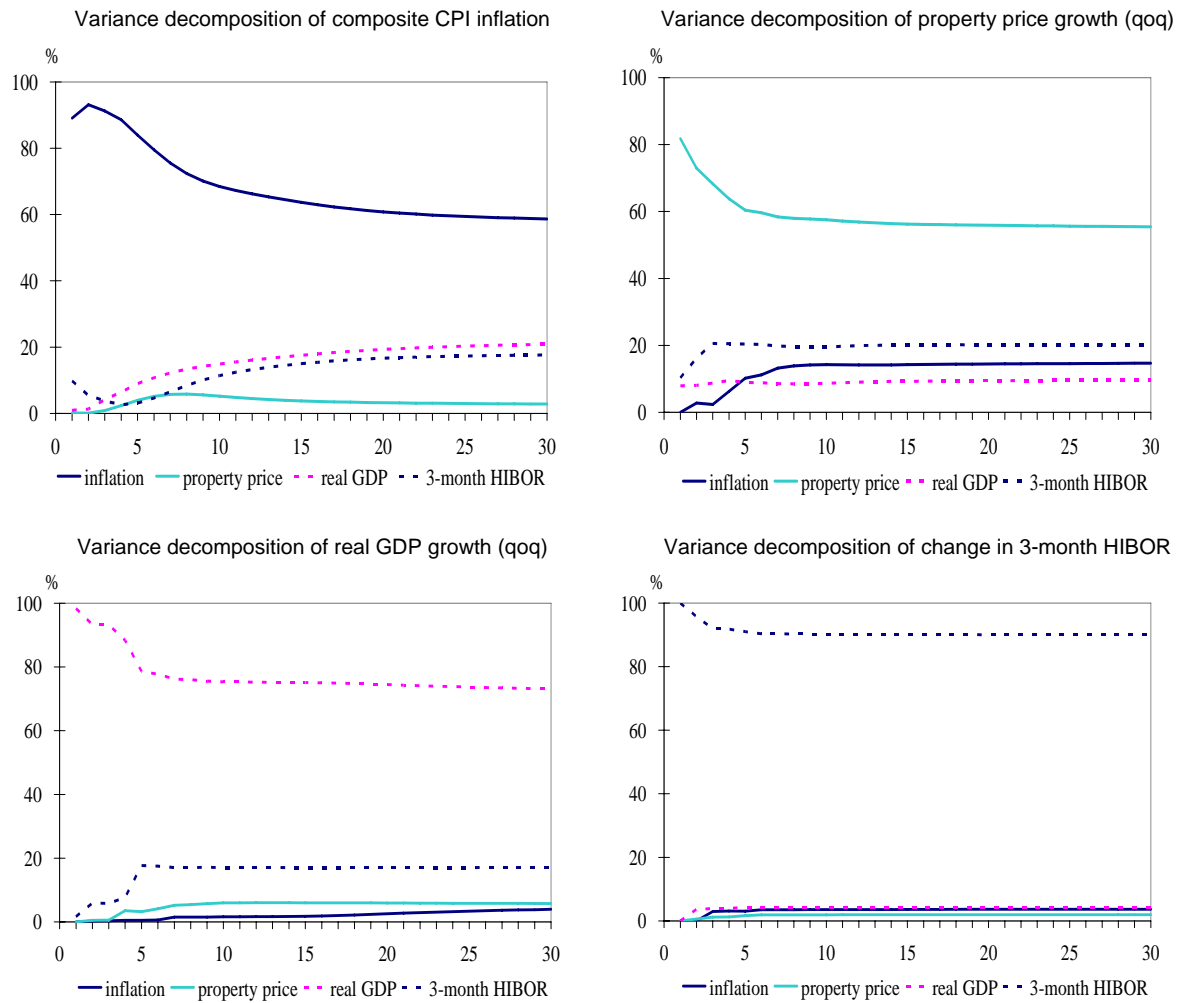 Variance decomposition of composite CPI inflation
%
100
80
60
40
20
0
0 5 10 15 20 25 30
inflation property price real GDP 3-month HIBOR
Variance decomposition of property price growth (qoq)
%
100
80
60
40
20
0
0 5 10 15 20 25 30
inflation property price real GDP 3-month HIBOR
Variance decomposition of real GDP growth (qoq)
%
100
80
60
40
20
0
0 5 10 15 20 25 30
inflation property price real GDP 3-month HIBOR
Variance decomposition of change in 3-month HIBOR
%
100
80
60
40
20
0
0 5 10 15 20 25 30
inflation property price real GDP 3-month HIBOR